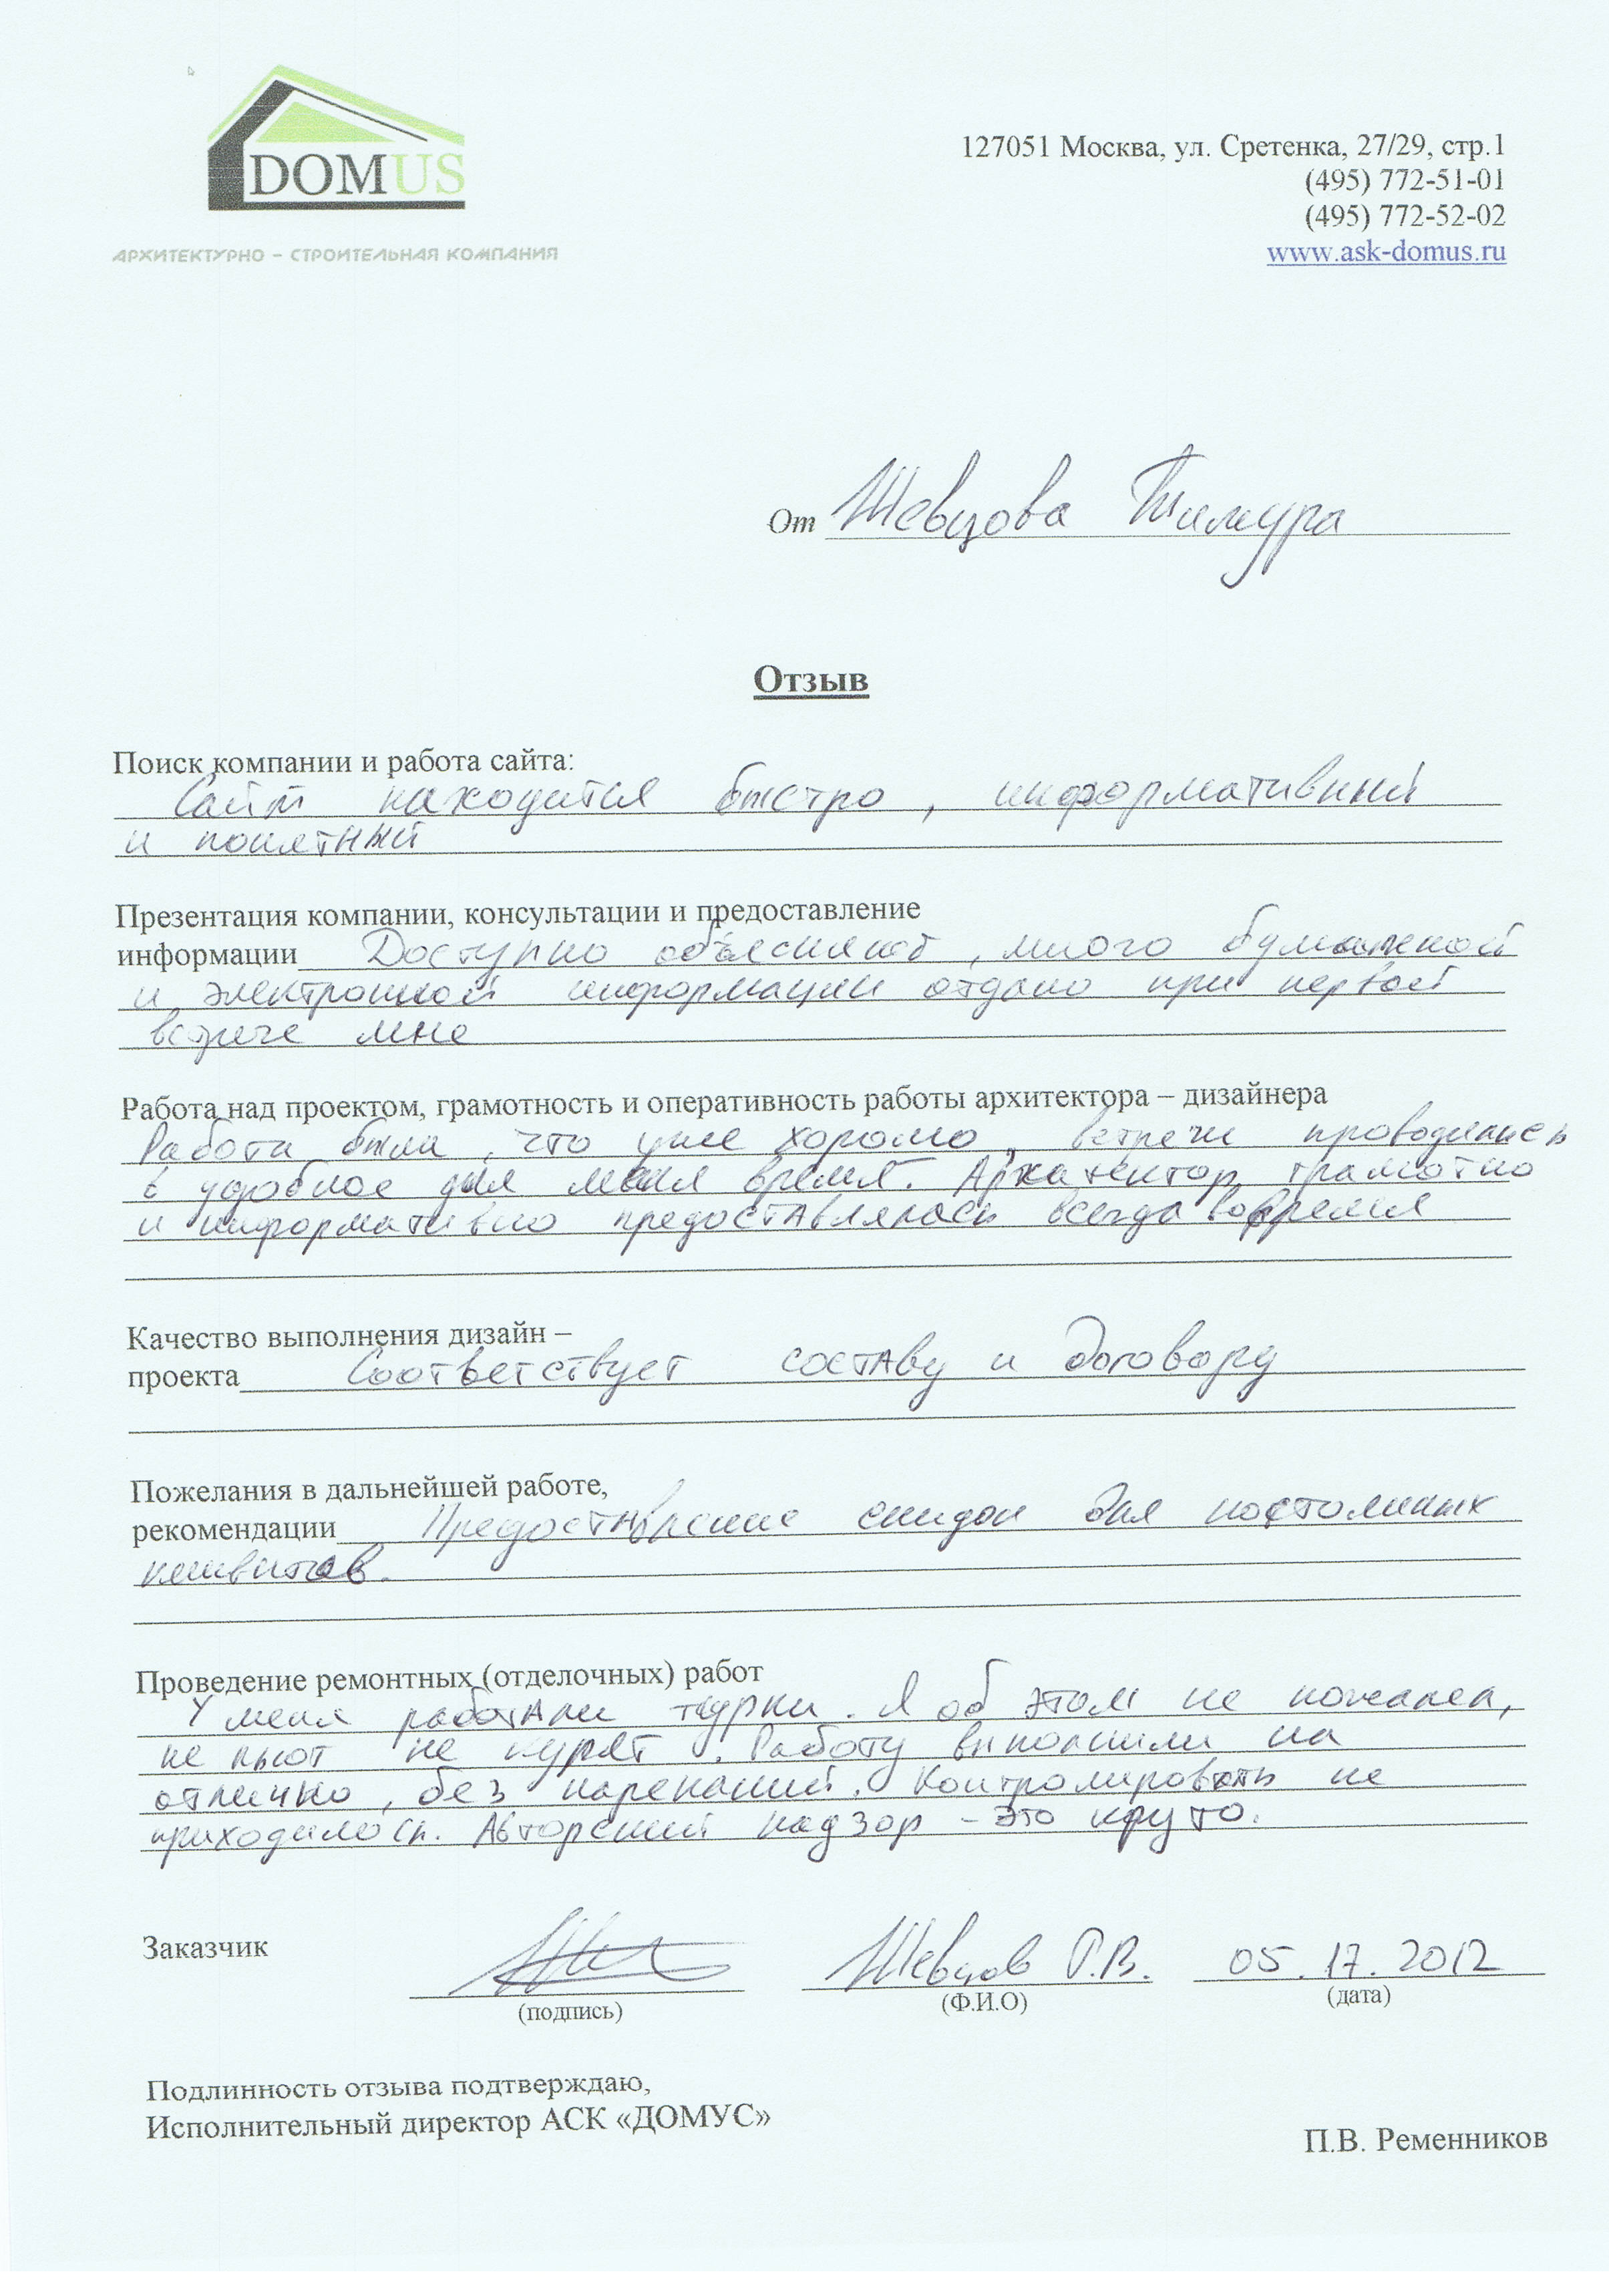 DOMUS
АРХИТЕКТУРНО – СТРОИТЕЛЬНАЯ КОМПАНИЯ
127051 Москва, ул. Сретенка, 27/29, стр.1
(495) 772-51-01
(495) 772-52-02
www.ask-domus.ru
От Шевцова Тимура
Отзыв
Поиск компании и работа сайта:
Сайт находится быстро, информативный
и понятный
Презентация компании, консультации и предоставление
информации Доступно объясняют, много бумажной
и электронной информации отдано при первой
встрече мне
Работа над проектом, грамотность и оперативность работы архитектора – дизайнера
Работа была, что уже хорошо, встречи проводились
в удобное для меня время. Архитектор грамотно
и информативно предоставлялась всегда вовремя
Качество выполнения дизайн –
проекта Соответствует составу и договору
Пожелания в дальнейшей работе,
рекомендации Предоставление скидок для постоянных
клиентов.
Проведение ремонтных (отделочных) работ
У меня работали турки. Я об этом не пожалел,
не пьют не курят. Работу выполнили на
отлично, без нареканий. Контролировать не
приходилось. Авторский надзор – это круто.
Заказчик
Шевцов Т.В. 05.17.2012
(подпись) (Ф.И.О) (дата)
Подлинность отзыва подтверждаю,
Исполнительный директор АСК «ДОМУС»
П.В. Ременников